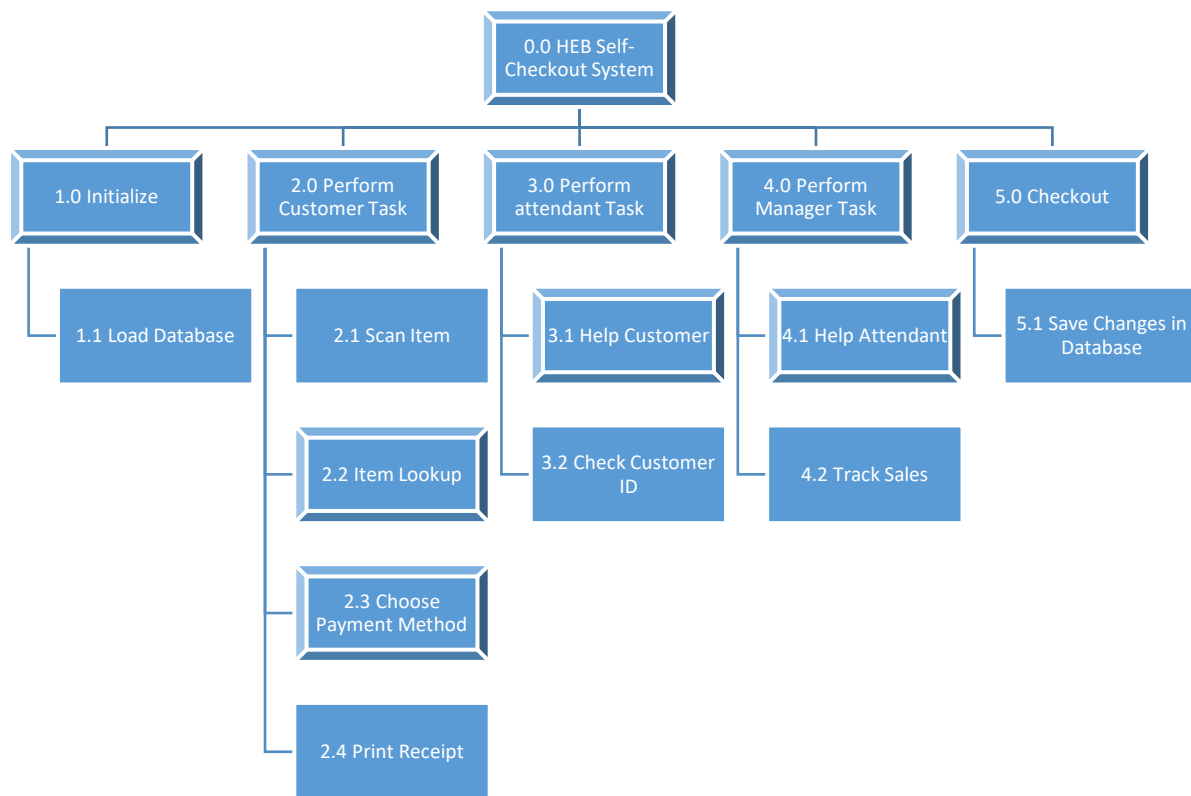 0.0 HEB Self-
Checkout System
1.0 Initialize
2.0 Perform
Customer Task
3.0 Perform
attendant Task
4.0 Perform
Manager Task
5.0 Checkout
1.1 Load Database
2.1 Scan Item
3.1 Help Customer
4.1 Help Attendant
5.1 Save Changes in
Database
2.2 Item Lookup
3.2 Check Customer
ID
4.2 Track Sales
2.3 Choose
Payment Method
2.4 Print Receipt